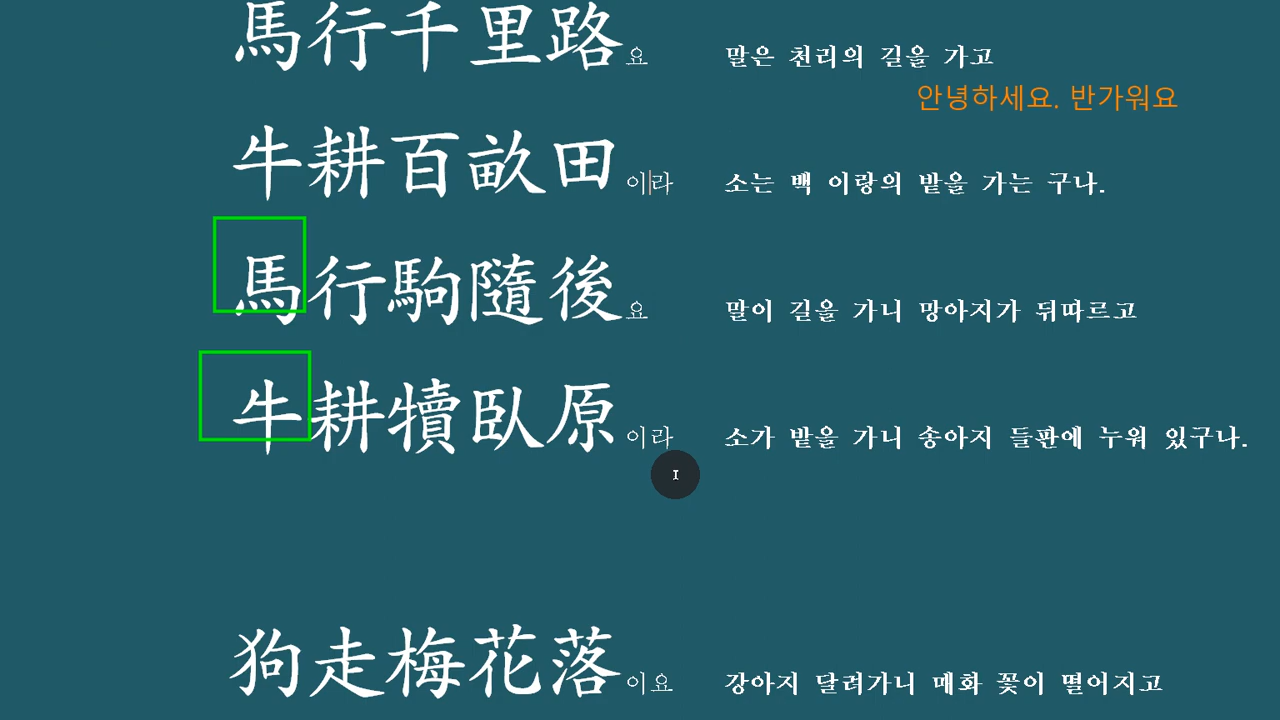 馬行千里路요 말은 천리의 길을 가고
안녕하세요. 반가워요
牛耕百畝田이라 소는 백 이랑의 밭을 가는 구나.
馬行駒隨後요 말이 길을 가니 망아지가 뒤따르고
牛耕犢臥原이라 소가 밭을 가니 송아지 들판에 누워 있구나.
狗走梅花落이요 강아지 달려가니 매화 꽃이 떨어지고